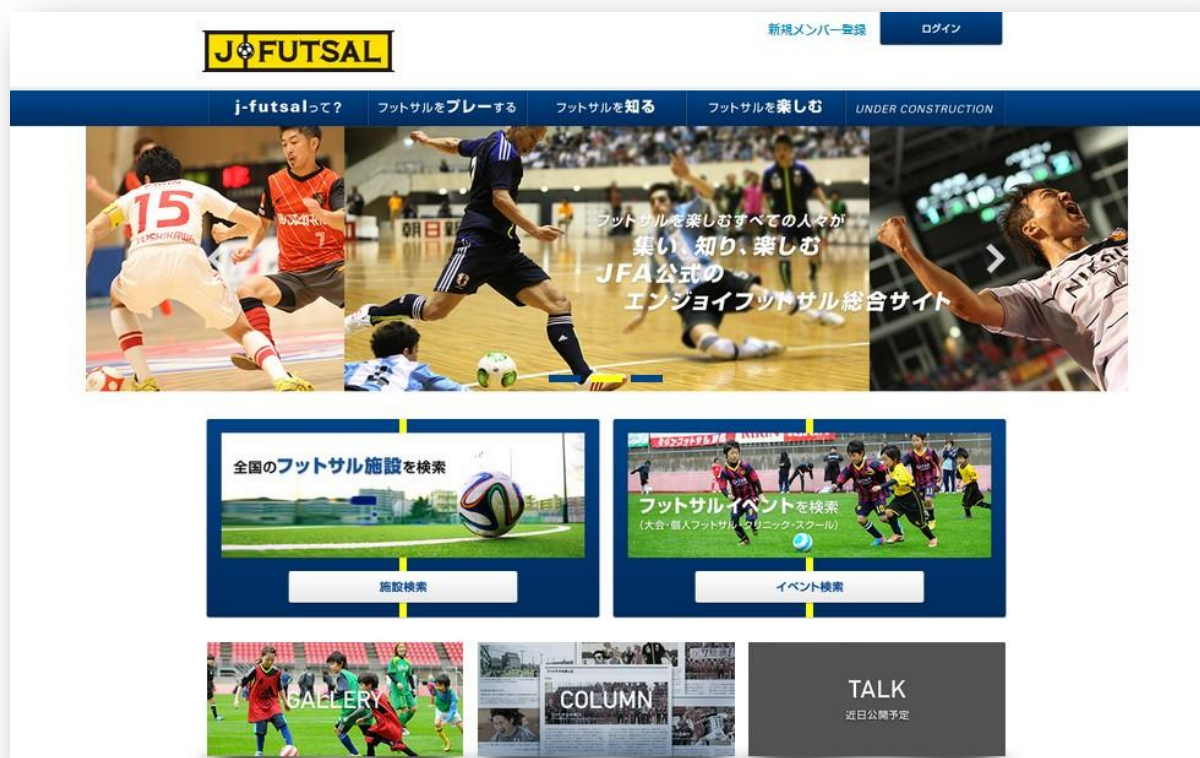 新規メンバー登録
ログイン
J FUTSAL
j-futsalって？
フットサルをプレーする
フットサルを知る
フットサルを楽しむ
UNDER CONSTRUCTION
15
7
朝日新
フットサルを楽しむすべての人々が
集い、知り、楽しむ
JFA公式の
エンジョイフットサル総合サイト
全国のフットサル施設を検索
施設検索
フットサルイベントを検索
(大会・個人フットサル・クリニック・スクール)
イベント検索
GALLERY
COLUMN
TALK
近日公開予定